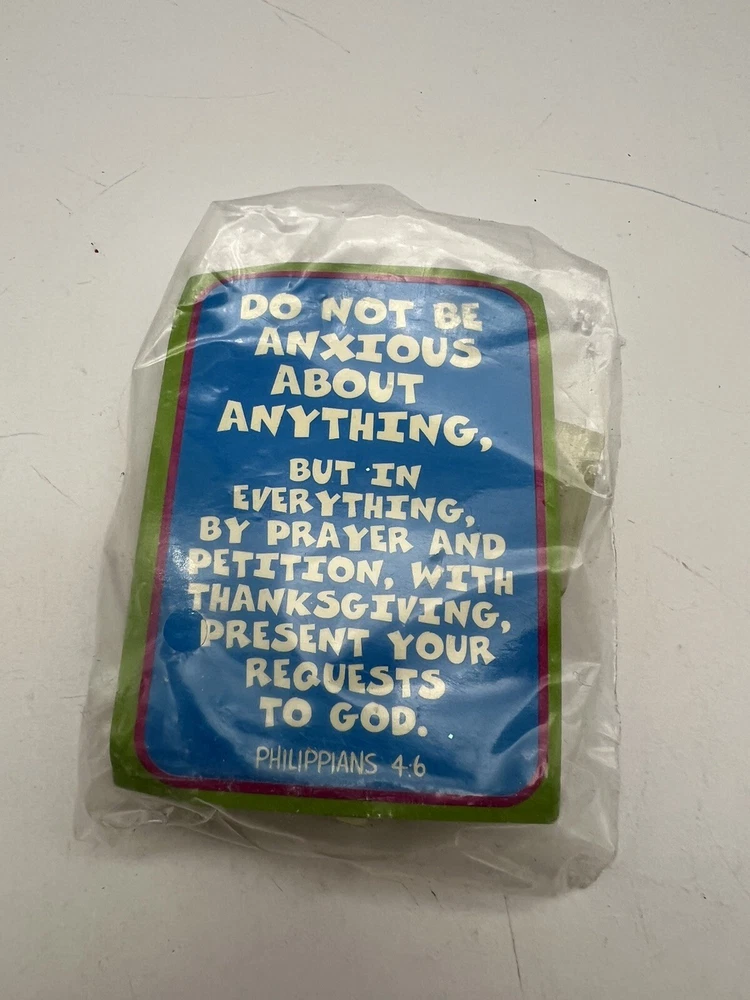 DO NOT BE
ANXIOUS
ABOUT
ANYTHING,
BUT IN
EVERYTHING,
BY PRAYER AND
PETITION, WITH
THANKSGIVING,
PRESENT YOUR
REQUESTS
TO GOD.
PHILIPPIANS 4:6